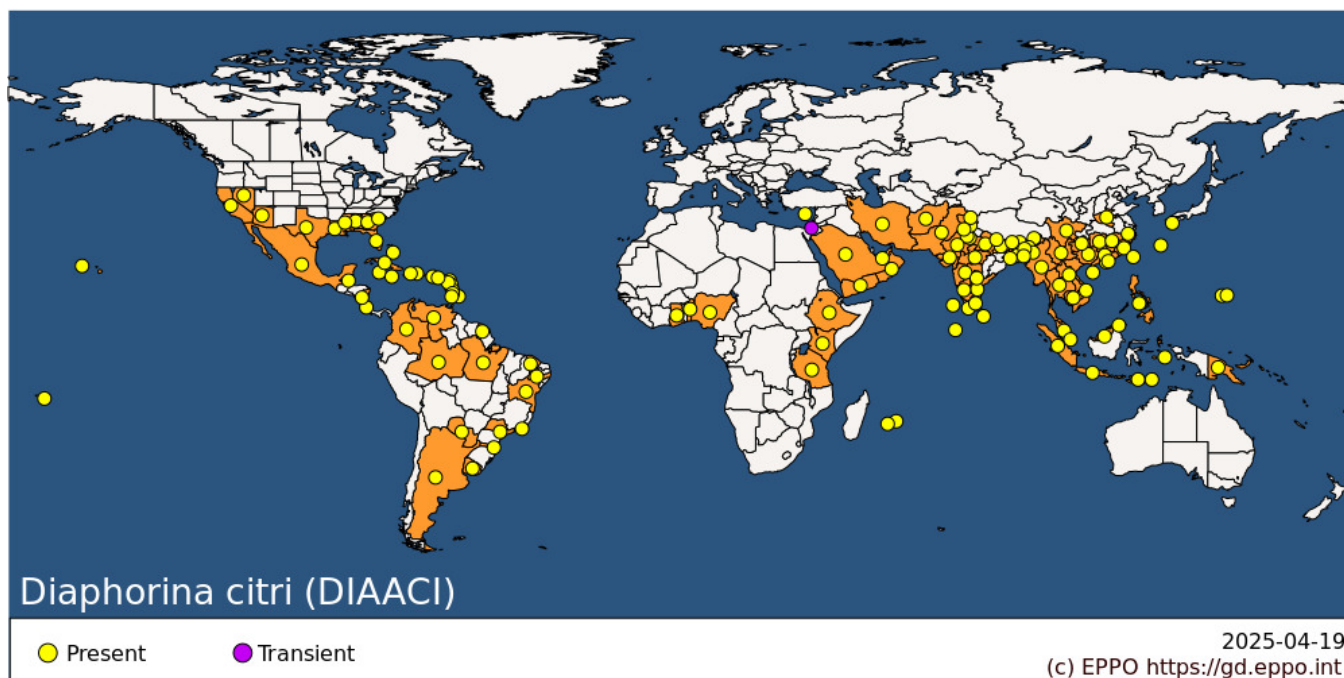 Diaphorina citri (DIAACI)
Present
Transient
2025-04-19
(c) EPPO https://gd.eppo.int